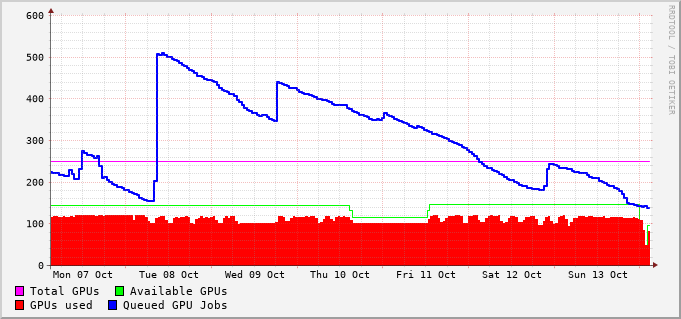 RRDTOOL / TOBI OETIKER
600
500
400
300
200
100
0
Mon 07 Oct Tue 08 Oct Wed 09 Oct Thu 10 Oct Fri 11 Oct Sat 12 Oct Sun 13 Oct
Total GPUs Available GPUs
GPUs used Queued GPU Jobs